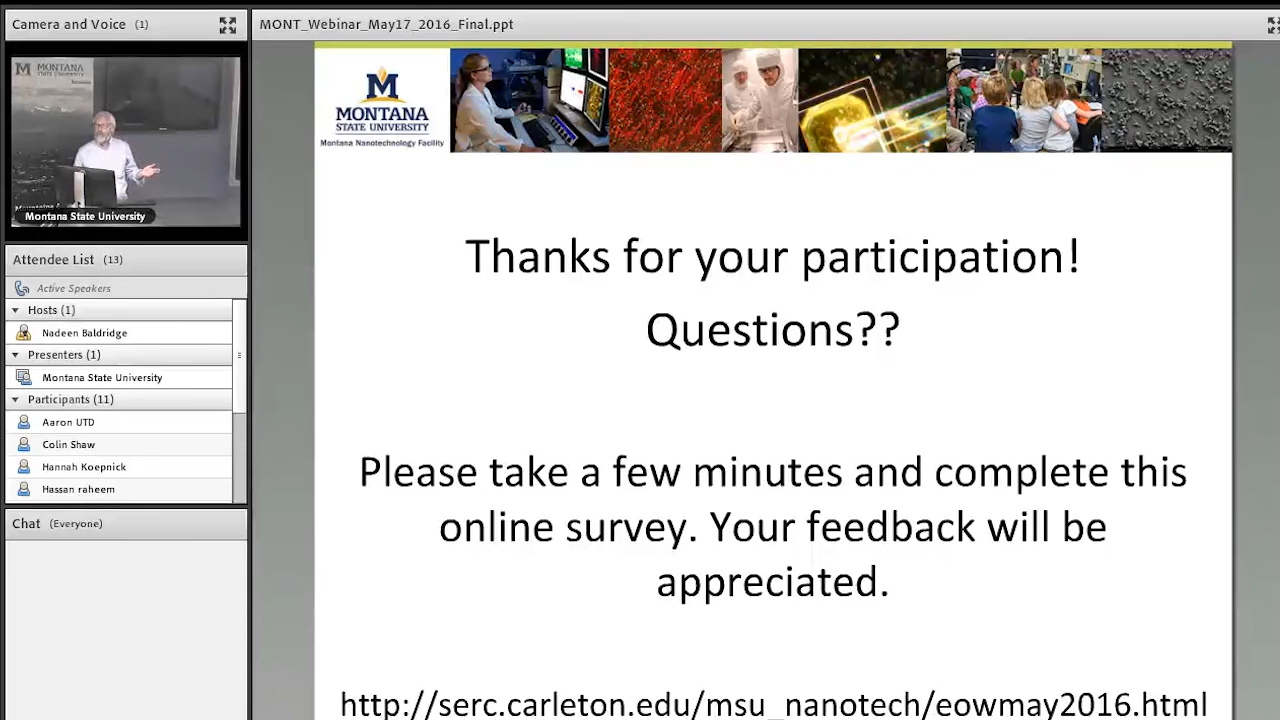 Camera and Voice (1)
MONT_Webinar_May17_2016_Final.ppt
MONTANA
STATE UNIVERSITY
Montana State University
Attendee List (13)
Active Speakers
Hosts (1)
Nadeen Baldridge
Presenters (1)
Montana State University
Participants (11)
Aaron UTD
Colin Shaw
Hannah Koepnick
Hassan raheem
Chat (Everyone)
M
MONTANA
STATE UNIVERSITY
Montana Nanotechnology Facility
Thanks for your participation!
Questions??
Please take a few minutes and complete this
online survey. Your feedback will be
appreciated.
http://serc.carleton.edu/msu_nanotech/eowmay2016.html